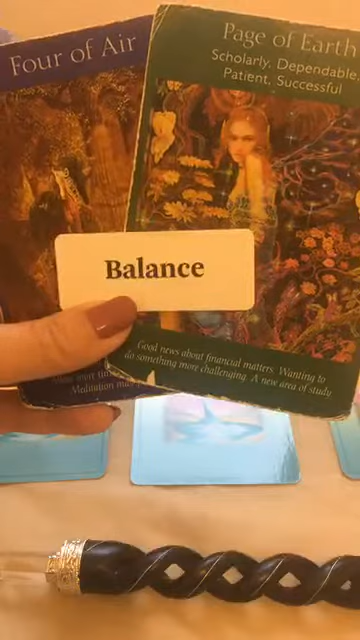 Four of Air
Page of Earth
Scholarly, Dependable,
Patient, Successful
Balance
Good news about financial matters. Wanting to
do something more challenging. A new area of study
Meditation